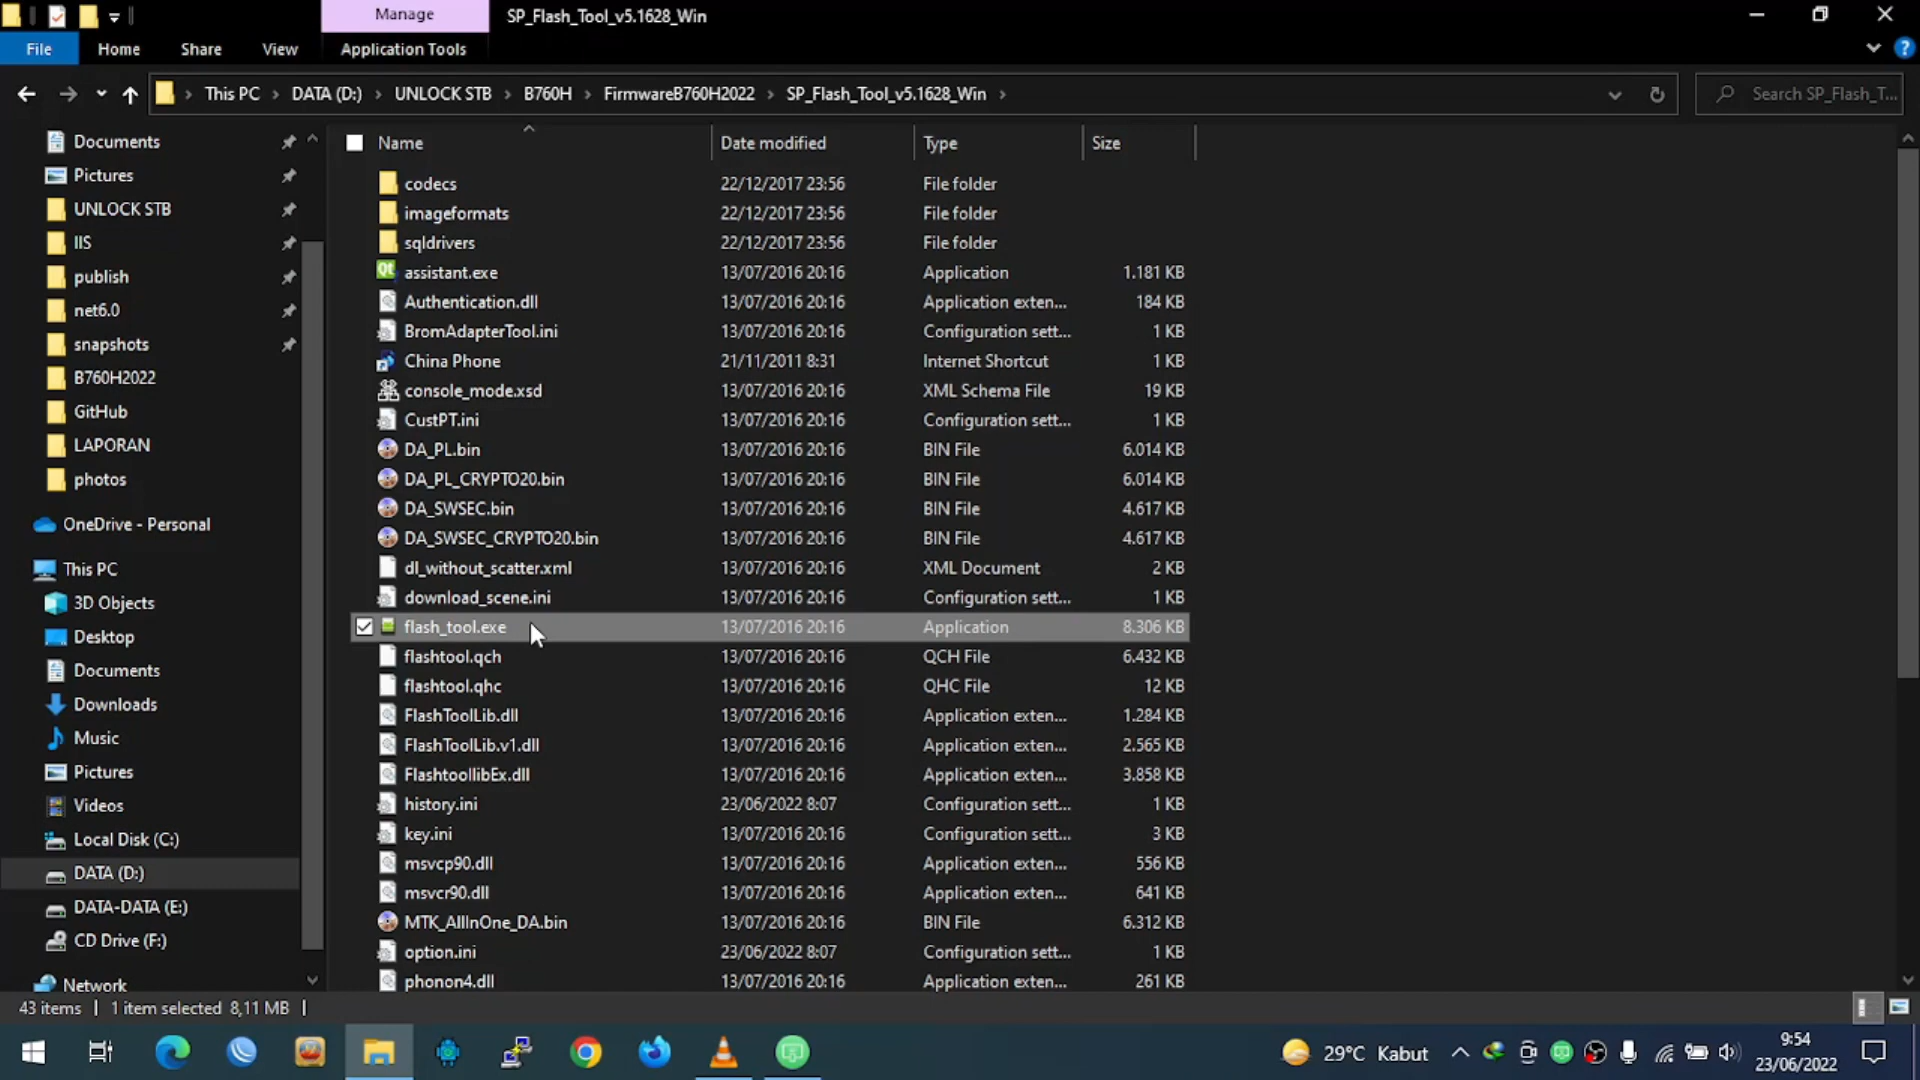 Manage
SP_Flash_Tool_v5.1628_Win
File
Home
Share
View
Application Tools
This PC
DATA (D:)
UNLOCK STB
B760H
FirmwareB760H2022
SP_Flash_Tool_v5.1628_Win
Search SP_Flash_T...
Documents
Pictures
UNLOCK STB
IIS
publish
net6.0
snapshots
B760H2022
GitHub
LAPORAN
photos
OneDrive - Personal
This PC
3D Objects
Desktop
Documents
Downloads
Music
Pictures
Videos
Local Disk (C:)
DATA (D:)
DATA-DATA (E:)
CD Drive (F:)
Network
Name Date modified Type Size
codecs 22/12/2017 23:56 File folder
imageformats 22/12/2017 23:56 File folder
sqldrivers 22/12/2017 23:56 File folder
assistant.exe 13/07/2016 20:16 Application 1.181 KB
Authentication.dll 13/07/2016 20:16 Application exten... 184 KB
BromAdapterTool.ini 13/07/2016 20:16 Configuration sett... 1 KB
China Phone 21/11/2011 8:31 Internet Shortcut 1 KB
console_mode.xsd 13/07/2016 20:16 XML Schema File 19 KB
CustPT.ini 13/07/2016 20:16 Configuration sett... 1 KB
DA_PL.bin 13/07/2016 20:16 BIN File 6.014 KB
DA_PL_CRYPTO20.bin 13/07/2016 20:16 BIN File 6.014 KB
DA_SWSEC.bin 13/07/2016 20:16 BIN File 4.617 KB
DA_SWSEC_CRYPTO20.bin 13/07/2016 20:16 BIN File 4.617 KB
dl_without_scatter.xml 13/07/2016 20:16 XML Document 2 KB
download_scene.ini 13/07/2016 20:16 Configuration sett... 1 KB
flash_tool.exe 13/07/2016 20:16 Application 8.306 KB
flashtool.qch 13/07/2016 20:16 QCH File 6.432 KB
flashtool.qhc 13/07/2016 20:16 QHC File 12 KB
FlashToolLib.dll 13/07/2016 20:16 Application exten... 1.284 KB
FlashToolLib.v1.dll 13/07/2016 20:16 Application exten... 2.565 KB
FlashtoollibEx.dll 13/07/2016 20:16 Application exten... 3.858 KB
history.ini 23/06/2022 8:07 Configuration sett... 1 KB
key.ini 13/07/2016 20:16 Configuration sett... 3 KB
msvcp90.dll 13/07/2016 20:16 Application exten... 556 KB
msvcr90.dll 13/07/2016 20:16 Application exten... 641 KB
MTK_AllInOne_DA.bin 13/07/2016 20:16 BIN File 6.312 KB
option.ini 23/06/2022 8:07 Configuration sett... 1 KB
phonon4.dll 13/07/2016 20:16 Application exten... 261 KB
43 items 1 item selected 8,11 MB
29°C Kabut
9:54
23/06/2022